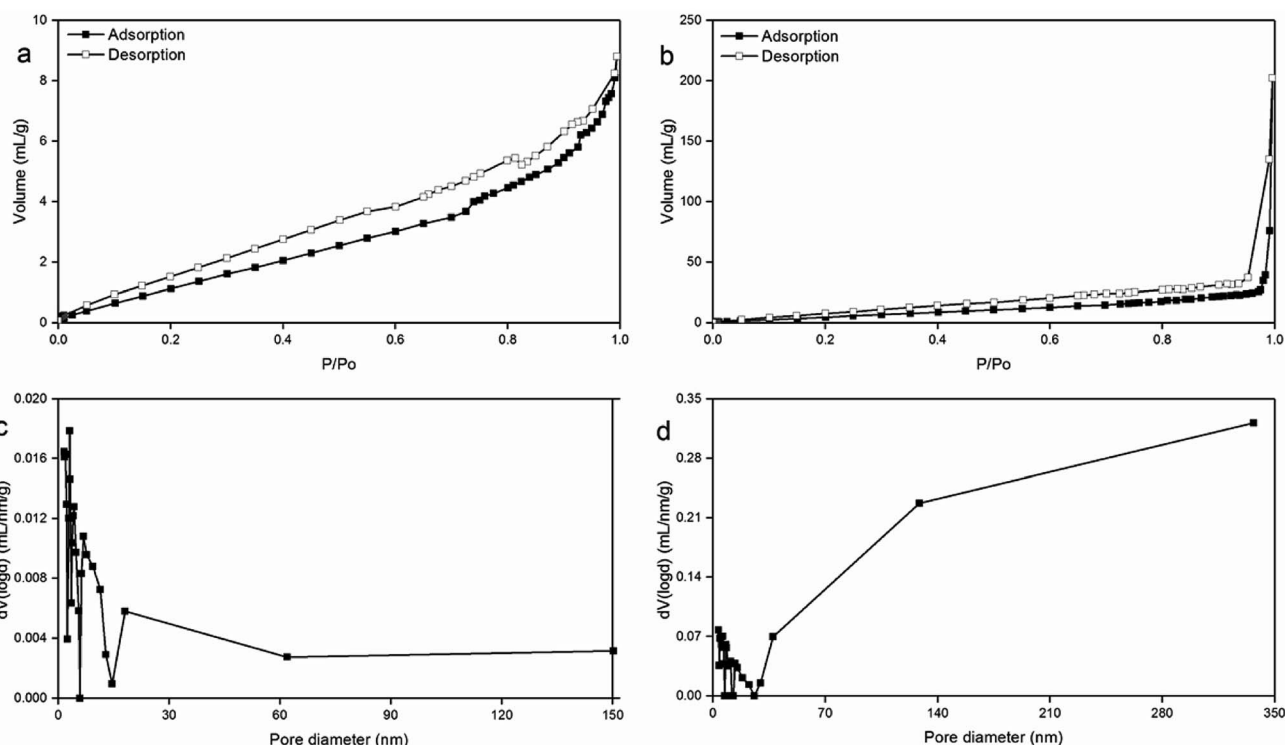 a
Adsorption
Desorption
Volume (mL/g)
10
8
6
4
2
0
0.0 0.2 0.4 0.6 0.8 1.0
P/Po
b
Adsorption
Desorption
Volume (mL/g)
250
200
150
100
50
0
0.0 0.2 0.4 0.6 0.8 1.0
P/Po
c
dV(logd) (mL/nm/g)
0.020
0.016
0.012
0.008
0.004
0.000
0 30 60 90 120 150
Pore diameter (nm)
d
dV(logd) (mL/nm/g)
0.35
0.28
0.21
0.14
0.07
0.00
0 70 140 210 280 350
Pore diameter (nm)